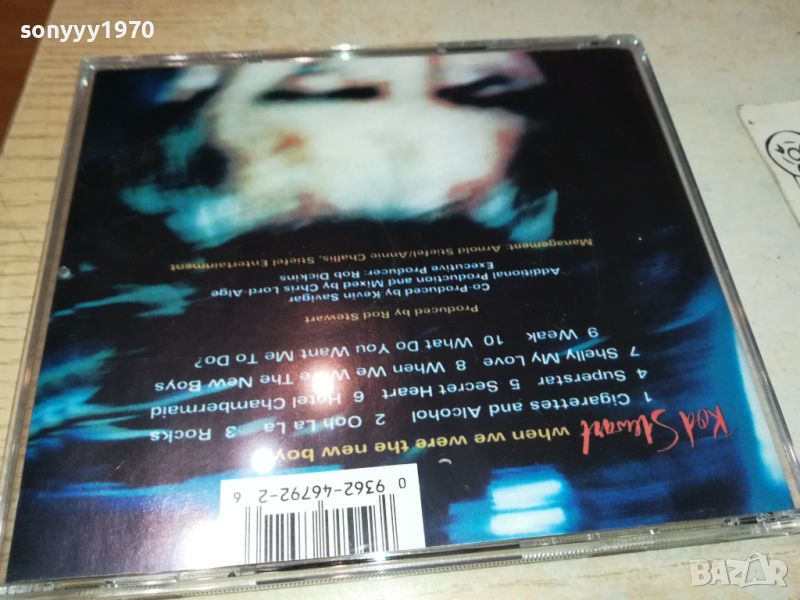 sonyyy1970
Rod Stewart when we were the new boy
1 Cigarettes and Alcohol 2 Ooh La La 3 Rocks
4 Superstar 5 Secret Heart 6 Hotel Chambermaid
7 Shelly My Love 8 When We Were The New Boys
9 Weak 10 What Do You Want Me To Do?
Produced by Rod Stewart
Co-Produced by Kevin Savigar
Additional Production and Mixed by Chris Lord-Alge
Executive Producer: Rob Dickins
Management: Arnold Stiefel/Annie Challis, Stiefel Entertainment
0 9362-46792-2 6
BAZAR